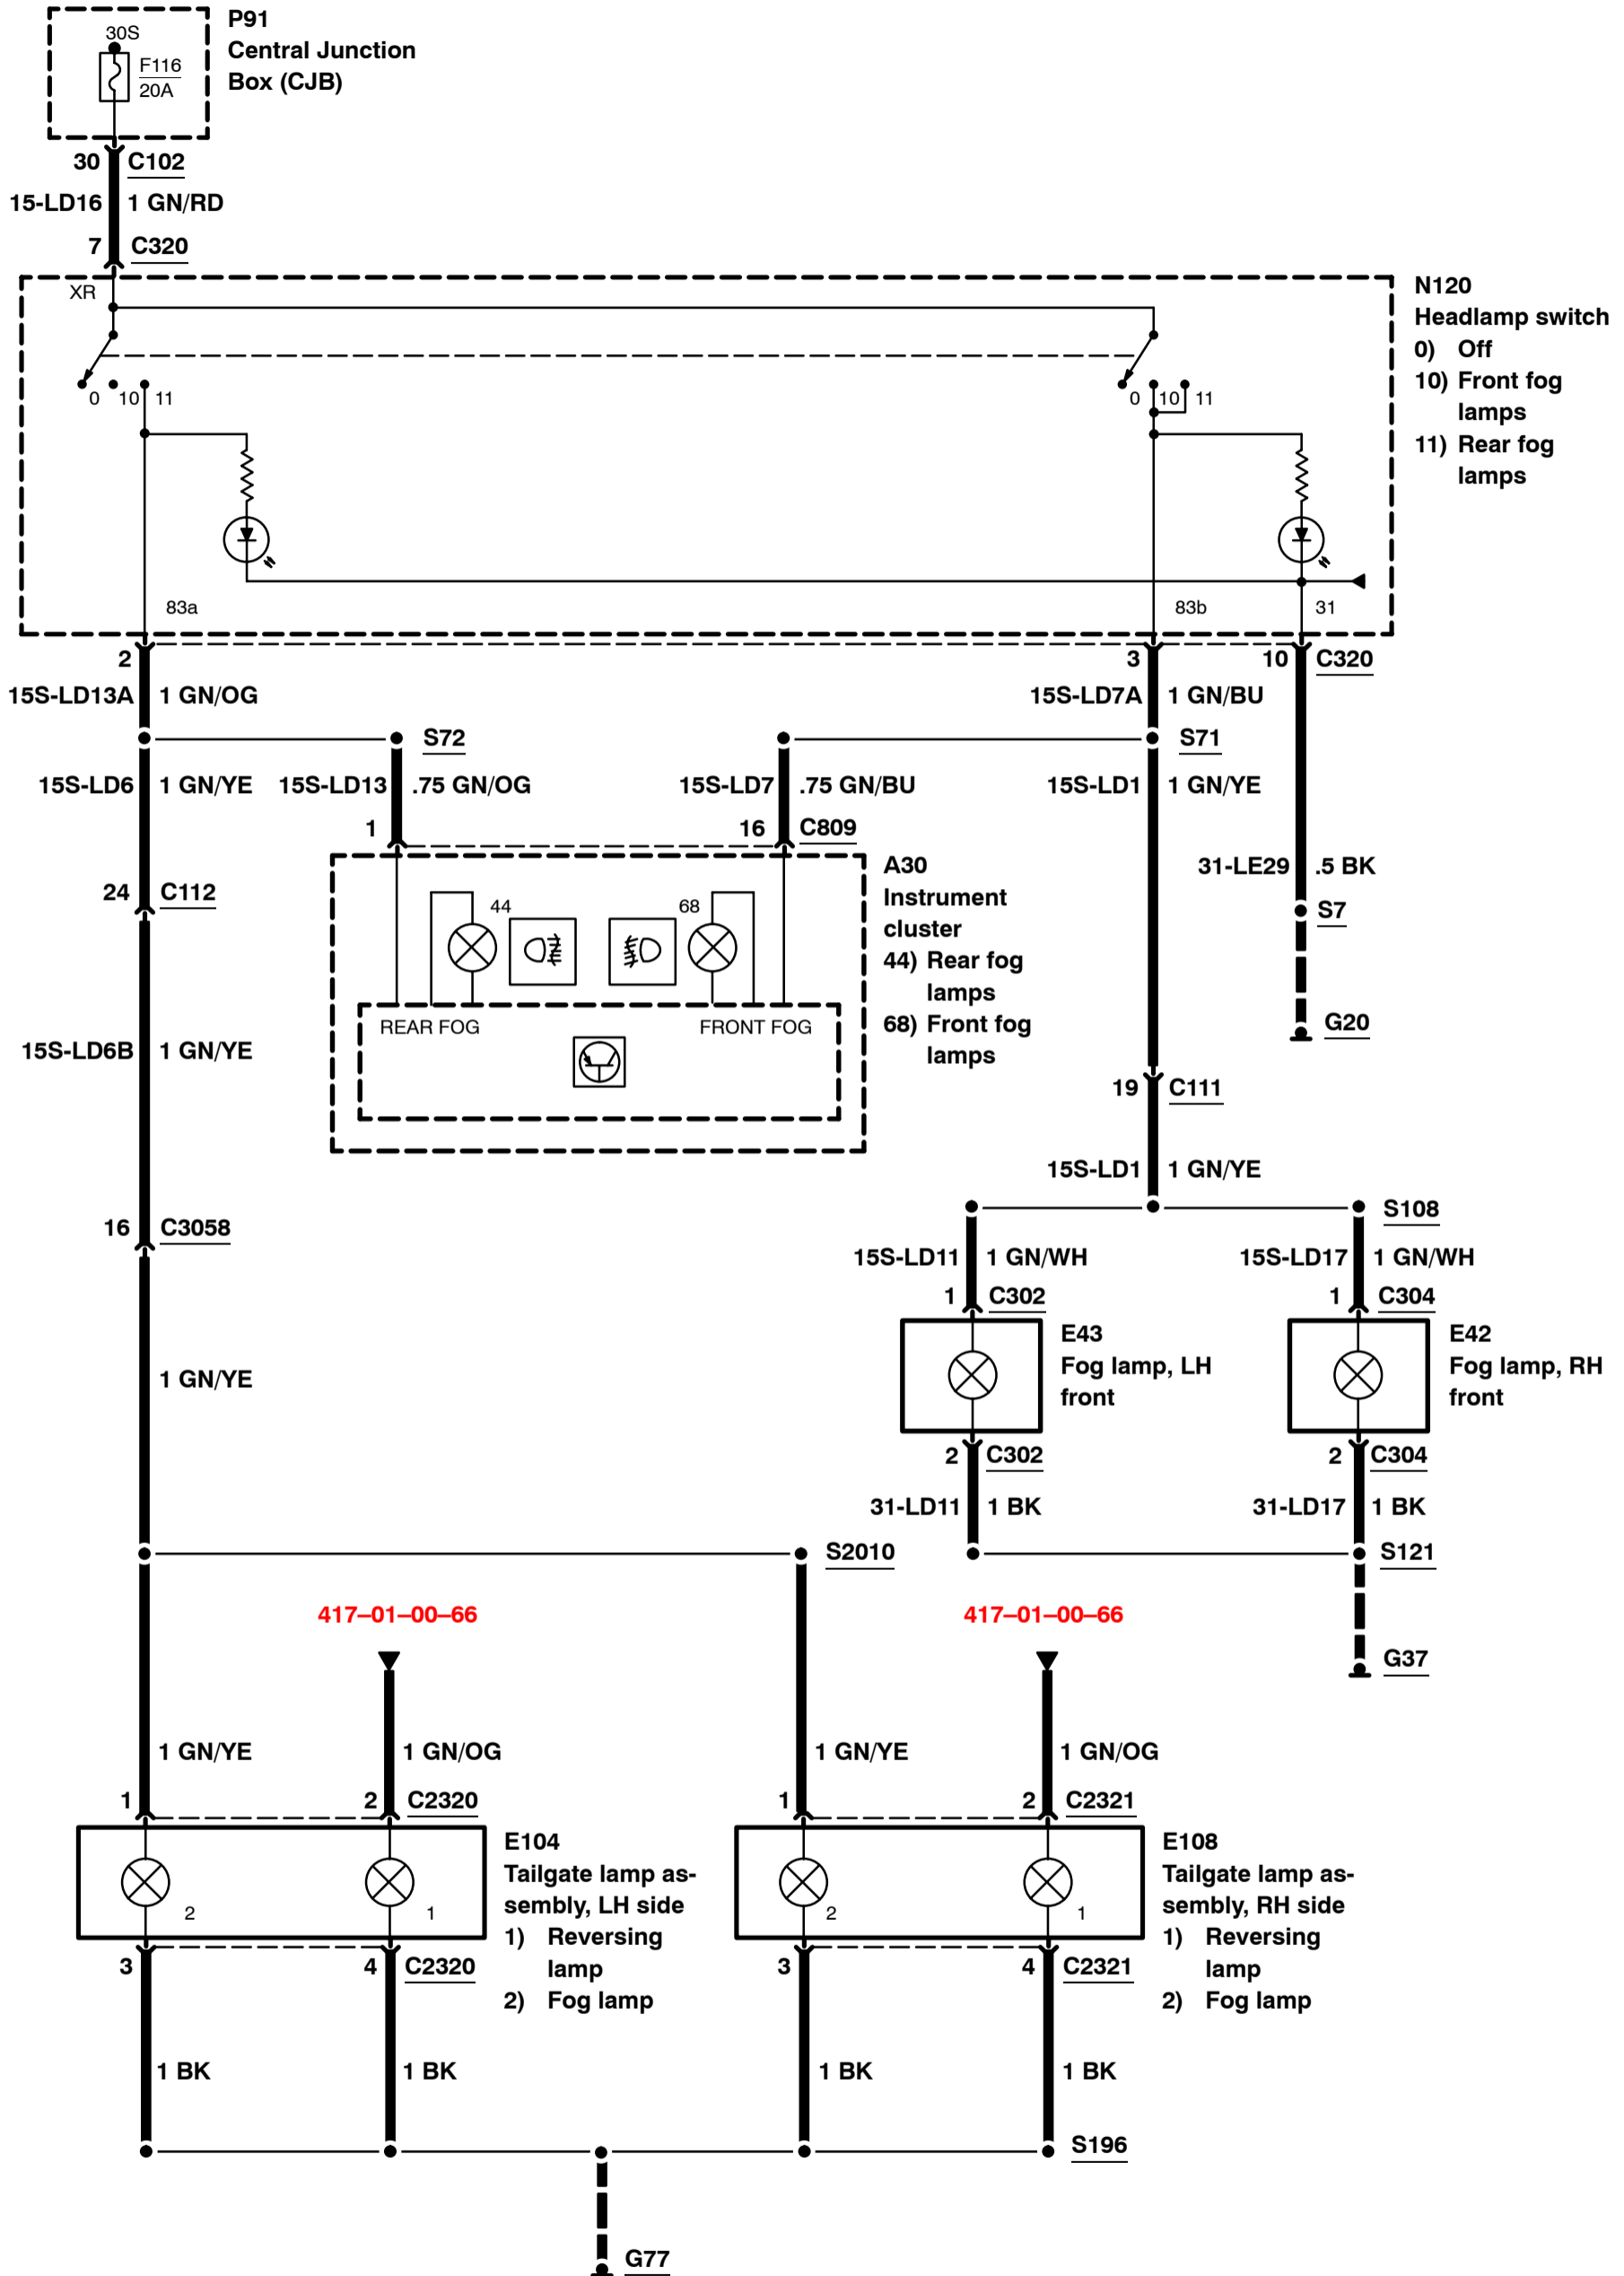 P91
Central Junction
Box (CJB)
30S
F116
20A
30 C102
15-LD16 1 GN/RD
7 C320
XR
N120
Headlamp switch
0) Off
10) Front fog
lamps
11) Rear fog
lamps
0 10 11
0 10 11
83a 83b 31
2 3 10 C320
15S-LD13A 1 GN/OG 15S-LD7A 1 GN/BU
S72 S71
15S-LD6 1 GN/YE 15S-LD13 .75 GN/OG 15S-LD7 .75 GN/BU 15S-LD1 1 GN/YE
1 16 C809
31-LE29 .5 BK
24 C112
S7
A30
Instrument
cluster
44) Rear fog
lamps
68) Front fog
lamps
44 68
REAR FOG FRONT FOG
G20
15S-LD6B 1 GN/YE
19 C111
15S-LD1 1 GN/YE
16 C3058
S108
15S-LD11 1 GN/WH 15S-LD17 1 GN/WH
1 C302 1 C304
E43
Fog lamp, LH
front
E42
Fog lamp, RH
front
1 GN/YE
2 C302 2 C304
31-LD11 1 BK 31-LD17 1 BK
S2010 S121
417–01–00–66 417–01–00–66
G37
1 GN/YE 1 GN/OG 1 GN/YE 1 GN/OG
1 2 C2320 1 2 C2321
E104
Tailgate lamp as-
sembly, LH side
1) Reversing
lamp
2) Fog lamp
E108
Tailgate lamp as-
sembly, RH side
1) Reversing
lamp
2) Fog lamp
2 1 2 1
3 4 C2320 3 4 C2321
1 BK 1 BK 1 BK 1 BK
S196
G77